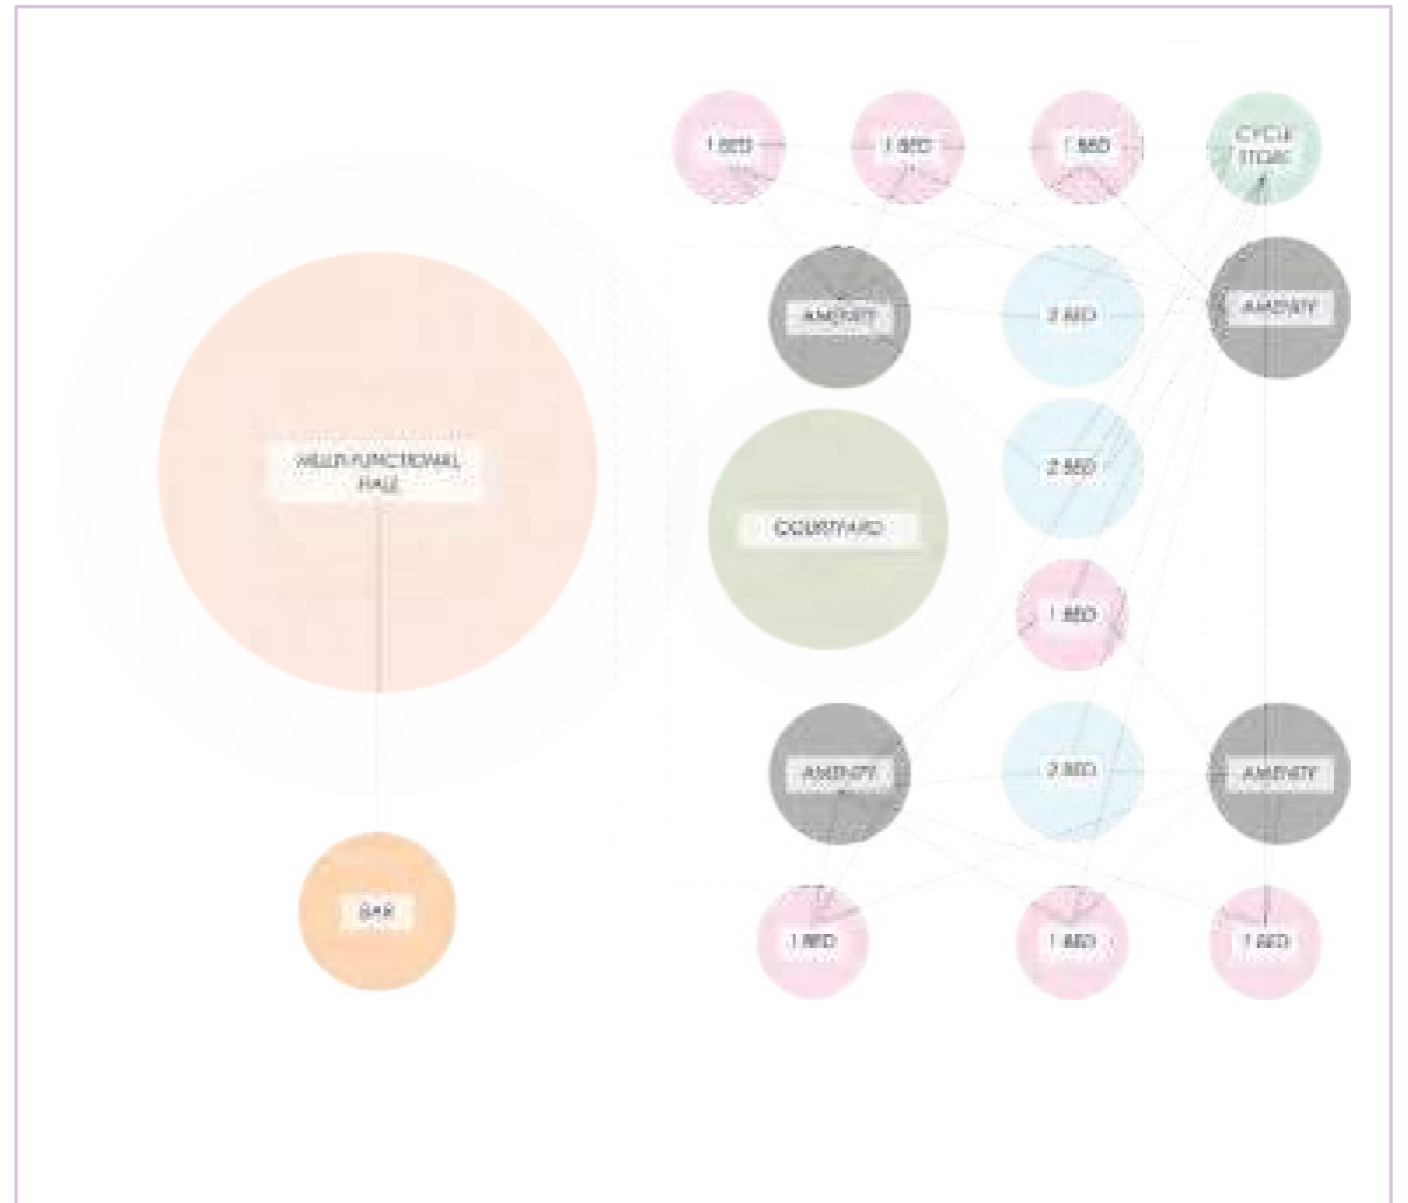 1 BED
1 BED
1 BED
CYCLE
STORE
AMENITY
2 BED
AMENITY
MULTI-FUNCTIONAL
HALL
2 BED
COURTYARD
1 BED
AMENITY
2 BED
AMENITY
BAR
1 BED
1 BED
1 BED